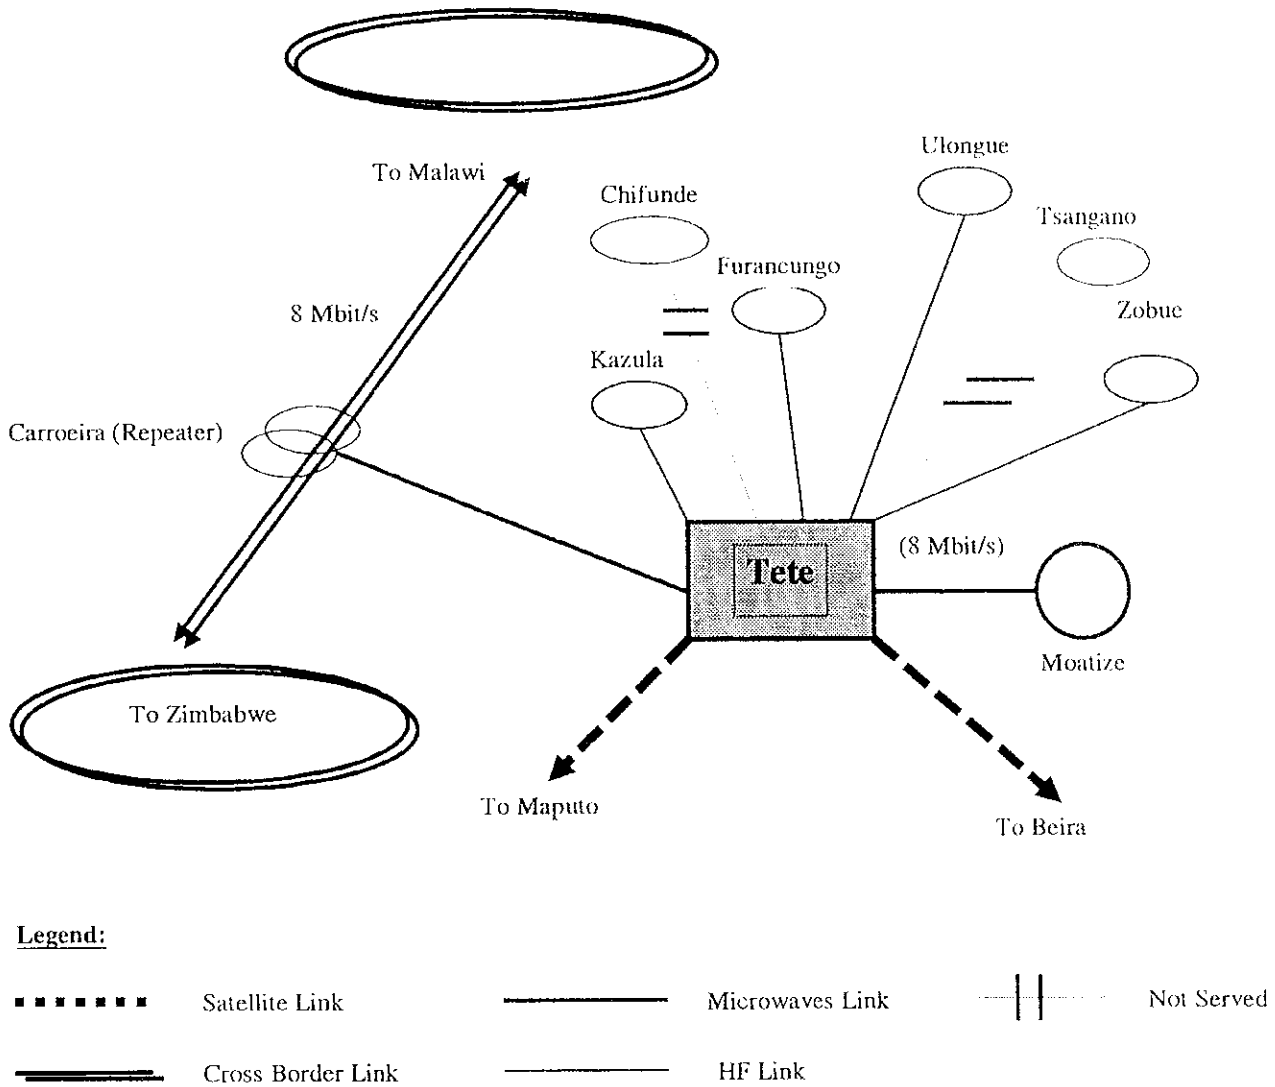 Ulongue
To Malawi
Chifunde
Tsangano
Furancungo
8 Mbit/s
Zobue
Kazula
Carroeira (Repeater)
(8 Mbit/s)
Tete
Moatize
To Zimbabwe
To Maputo
To Beira
Legend:
Satellite Link
Microwaves Link
Not Served
Cross Border Link
HF Link